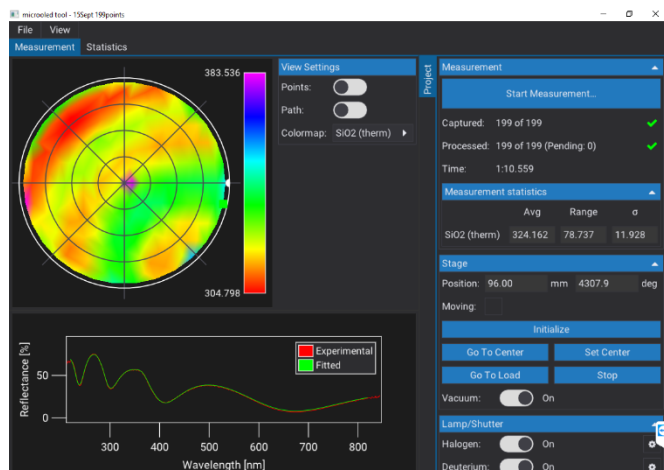 microoled tool - 15Sept 199points
File View
Measurement Statistics
383.536
304.798
View Settings
Points:
Path:
Colormap: SiO2 (therm)
Reflectance [%]
50
0
Experimental
Fitted
300 400 500 600 700 800
Wavelength [nm]
Project
Measurement
Start Measurement...
Captured: 199 of 199
Processed: 199 of 199 (Pending: 0)
Time: 1:10.559
Measurement statistics
Avg Range σ
SiO2 (therm) 324.162 78.737 11.928
Stage
Position: 96.00 mm 4307.9 deg
Moving:
Initialize
Go To Center Set Center
Go To Load Stop
Vacuum: On
Lamp/Shutter
Halogen: On
Deuterium: On